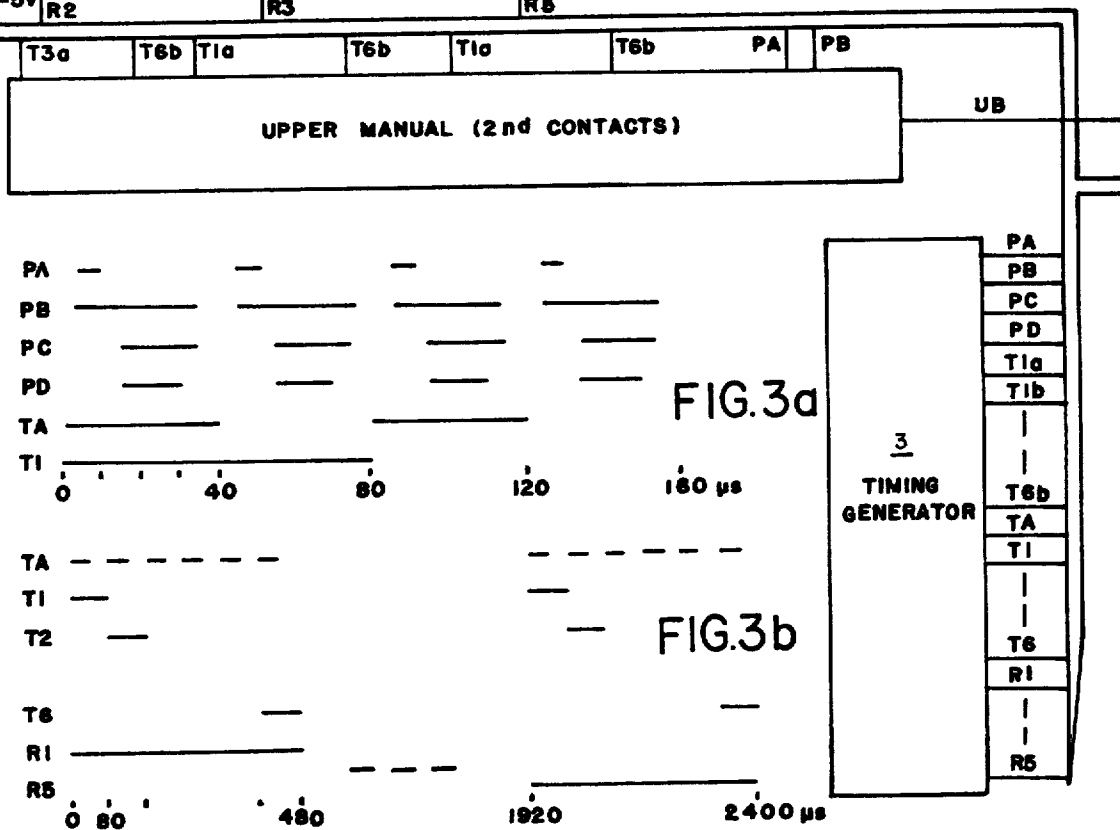 -5V R2 R3 R5
T3a T6b T1a T6b T1a T6b PA PB
UPPER MANUAL (2nd CONTACTS)
UB
PA
PB
PC
PD
TA
T1
0 40 80 120 160 µs
FIG.3a
TA
T1
T2
T6
R1
R5
0 80 480 1920 2400 µs
FIG.3b
3
TIMING
GENERATOR
PA
PB
PC
PD
T1a
T1b
T6b
TA
T1
T6
R1
R5